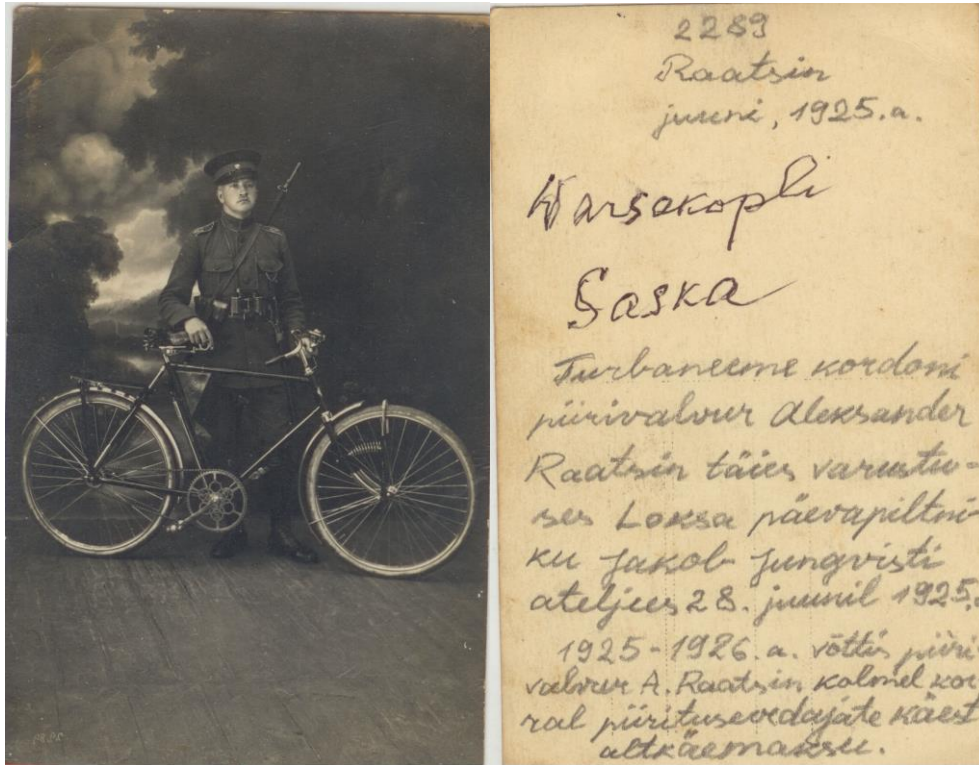 2289
Raatsin
juuni, 1925.a.
Warsakopli
Saska
Turbaneeme kordoni
piirivalvur Aleksander
Raatsin täies varustu-
ses Loksa päevapiltni-
ku Jakob Jungvisti
ateljees 28. juunil 1925.
1925-1926.a. võttis piiri-
valvur A. Raatsin kolmel kor-
ral piiritusevedajate käest
altkäemaksu.